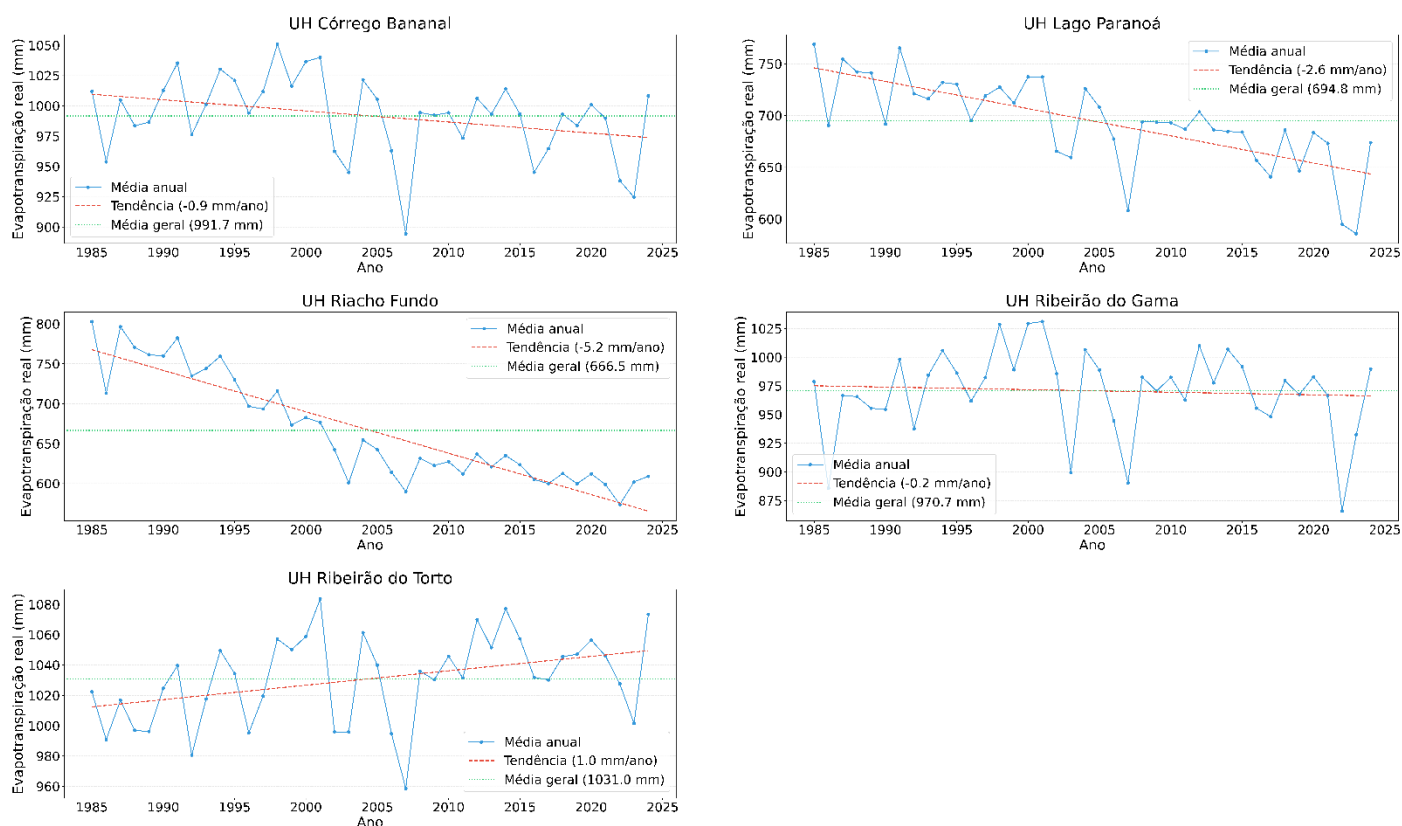 UH Córrego Bananal
Evapotranspiração real (mm)
1050
1025
1000
975
950
925
900
Média anual
Tendência (-0.9 mm/ano)
Média geral (991.7 mm)
1985 1990 1995 2000 2005 2010 2015 2020 2025
Ano
UH Lago Paranoá
Evapotranspiração real (mm)
750
700
650
600
Média anual
Tendência (-2.6 mm/ano)
Média geral (694.8 mm)
1985 1990 1995 2000 2005 2010 2015 2020 2025
Ano
UH Riacho Fundo
Evapotranspiração real (mm)
800
750
700
650
600
Média anual
Tendência (-5.2 mm/ano)
Média geral (666.5 mm)
1985 1990 1995 2000 2005 2010 2015 2020 2025
Ano
UH Ribeirão do Gama
Evapotranspiração real (mm)
1025
1000
975
950
925
900
875
Média anual
Tendência (-0.2 mm/ano)
Média geral (970.7 mm)
1985 1990 1995 2000 2005 2010 2015 2020 2025
Ano
UH Ribeirão do Torto
Evapotranspiração real (mm)
1080
1060
1040
1020
1000
980
960
Média anual
Tendência (1.0 mm/ano)
Média geral (1031.0 mm)
1985 1990 1995 2000 2005 2010 2015 2020 2025
Ano